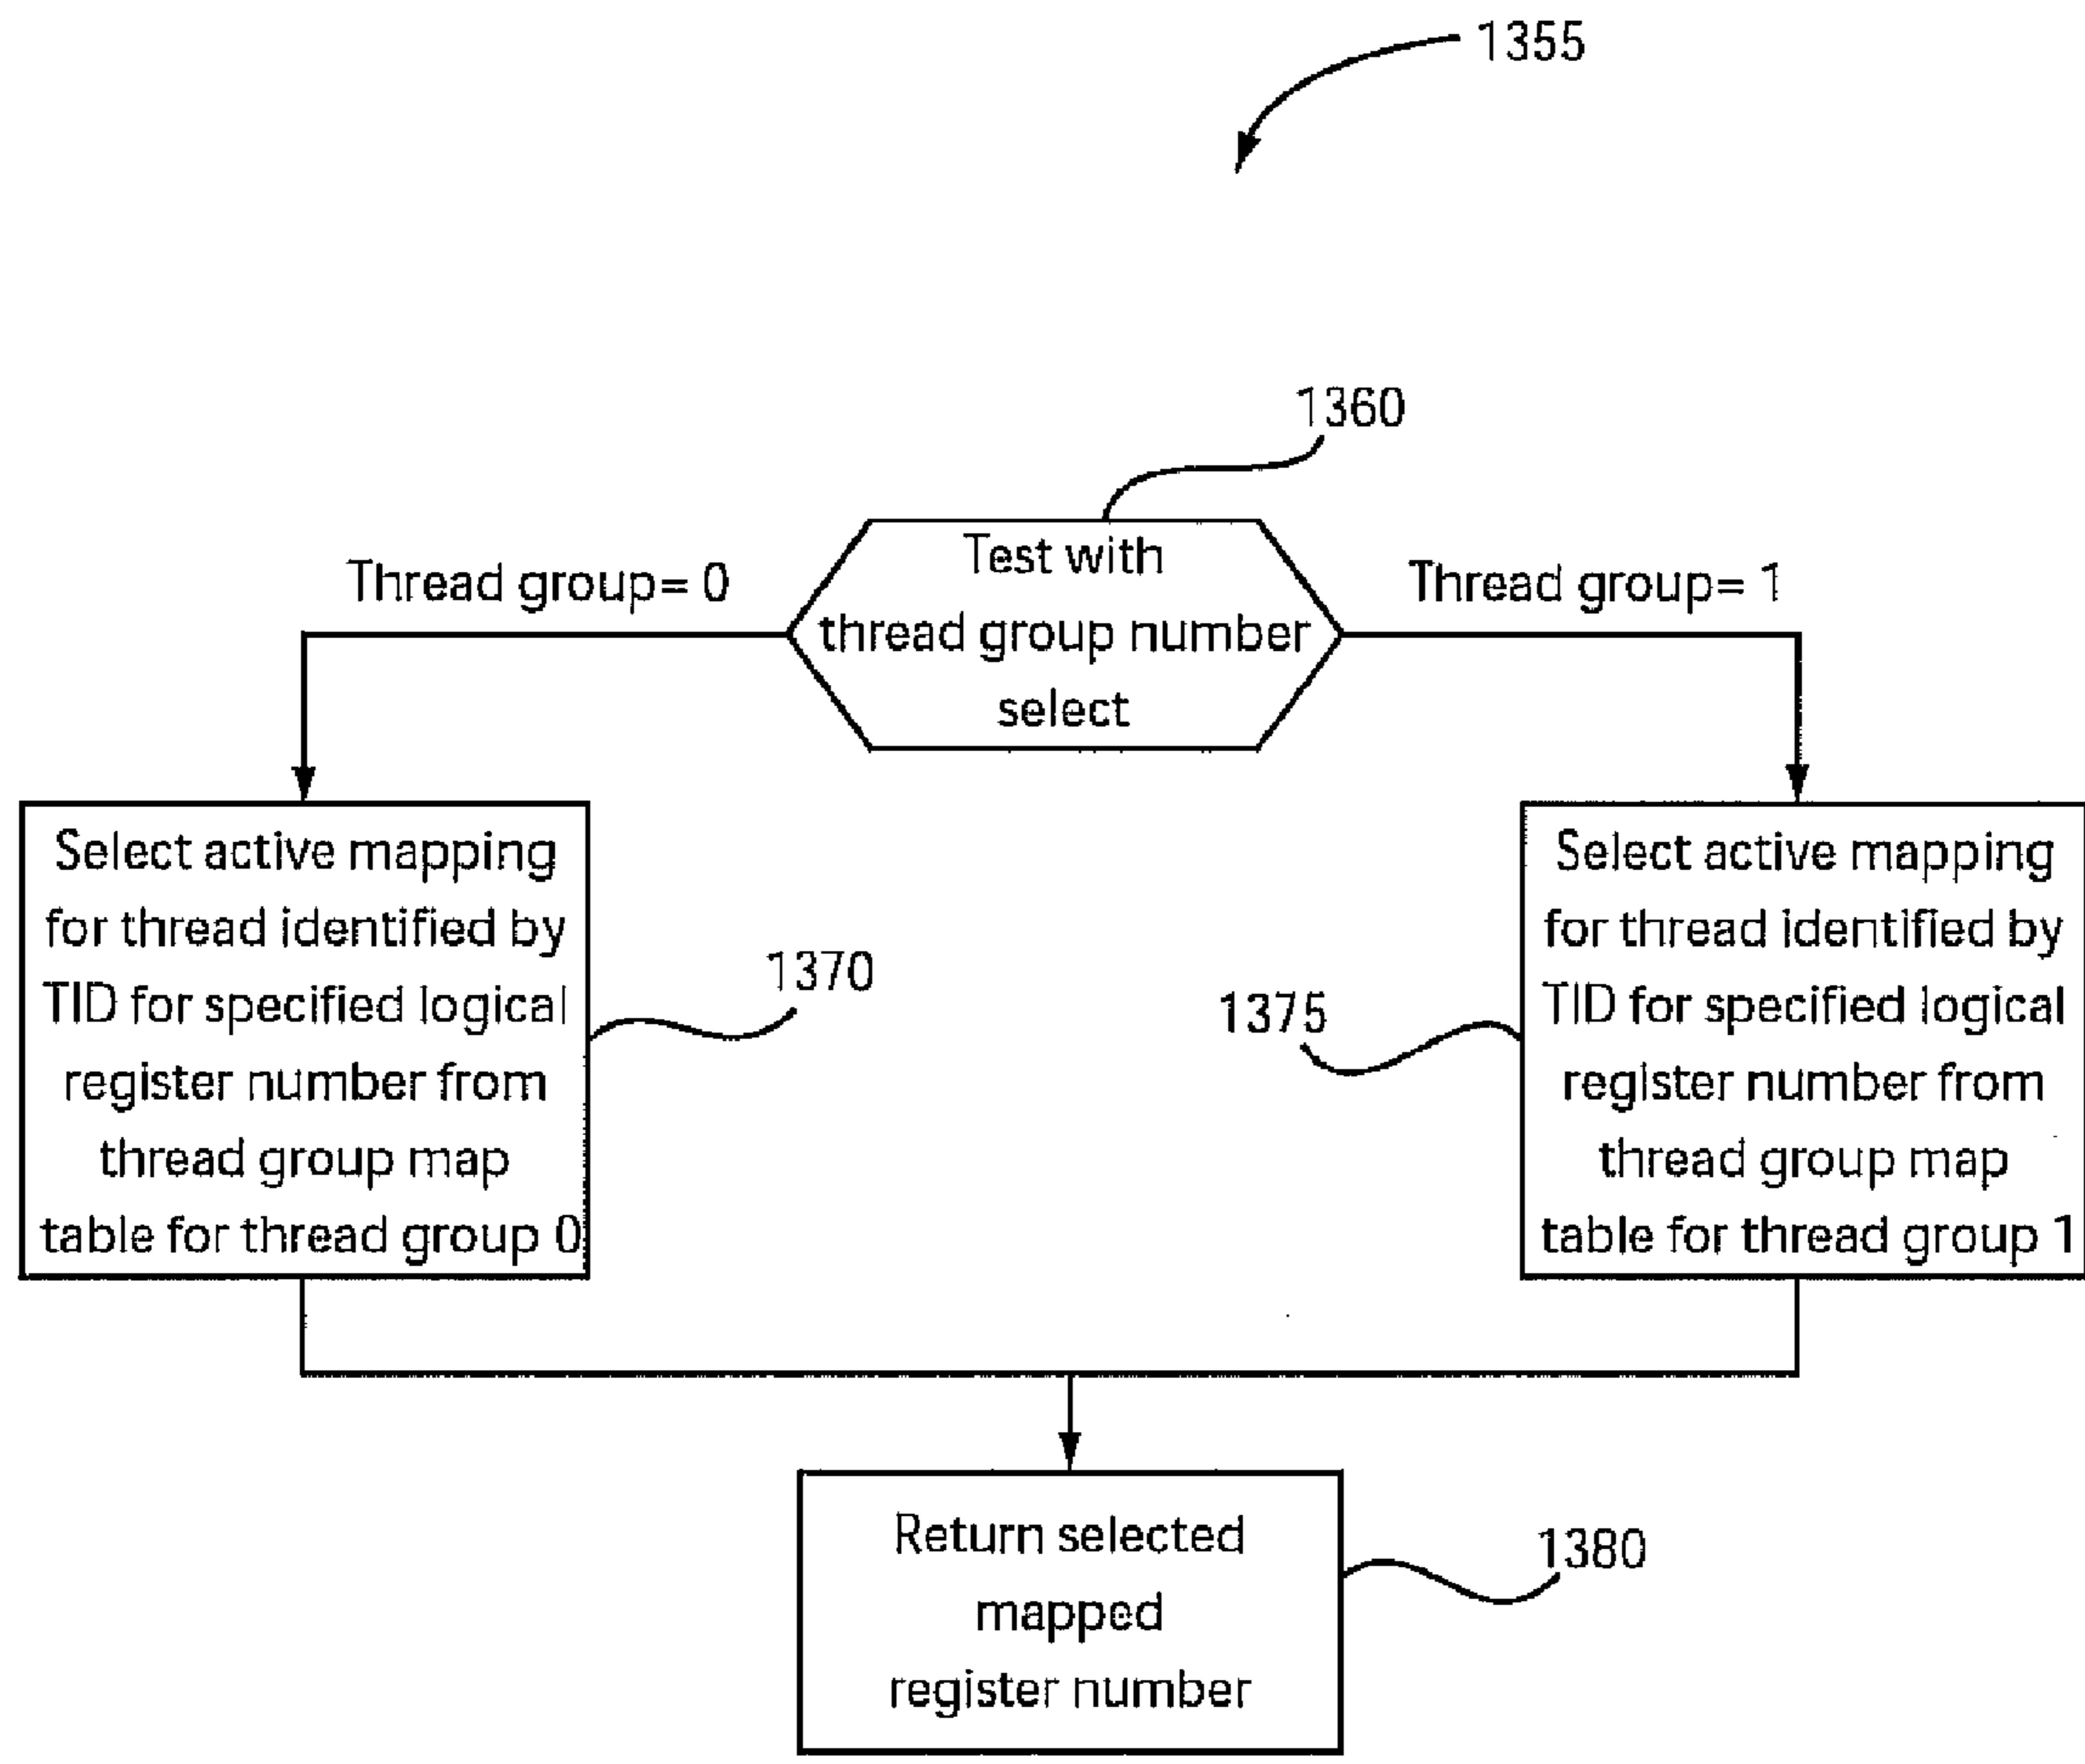 1355
1360
Test with
thread group number
select
Thread group= 0
Thread group= 1
Select active mapping
for thread identified by
TID for specified logical
register number from
thread group map
table for thread group 0
1370
1375
Select active mapping
for thread identified by
TID for specified logical
register number from
thread group map
table for thread group 1
Return selected
mapped
register number
1380